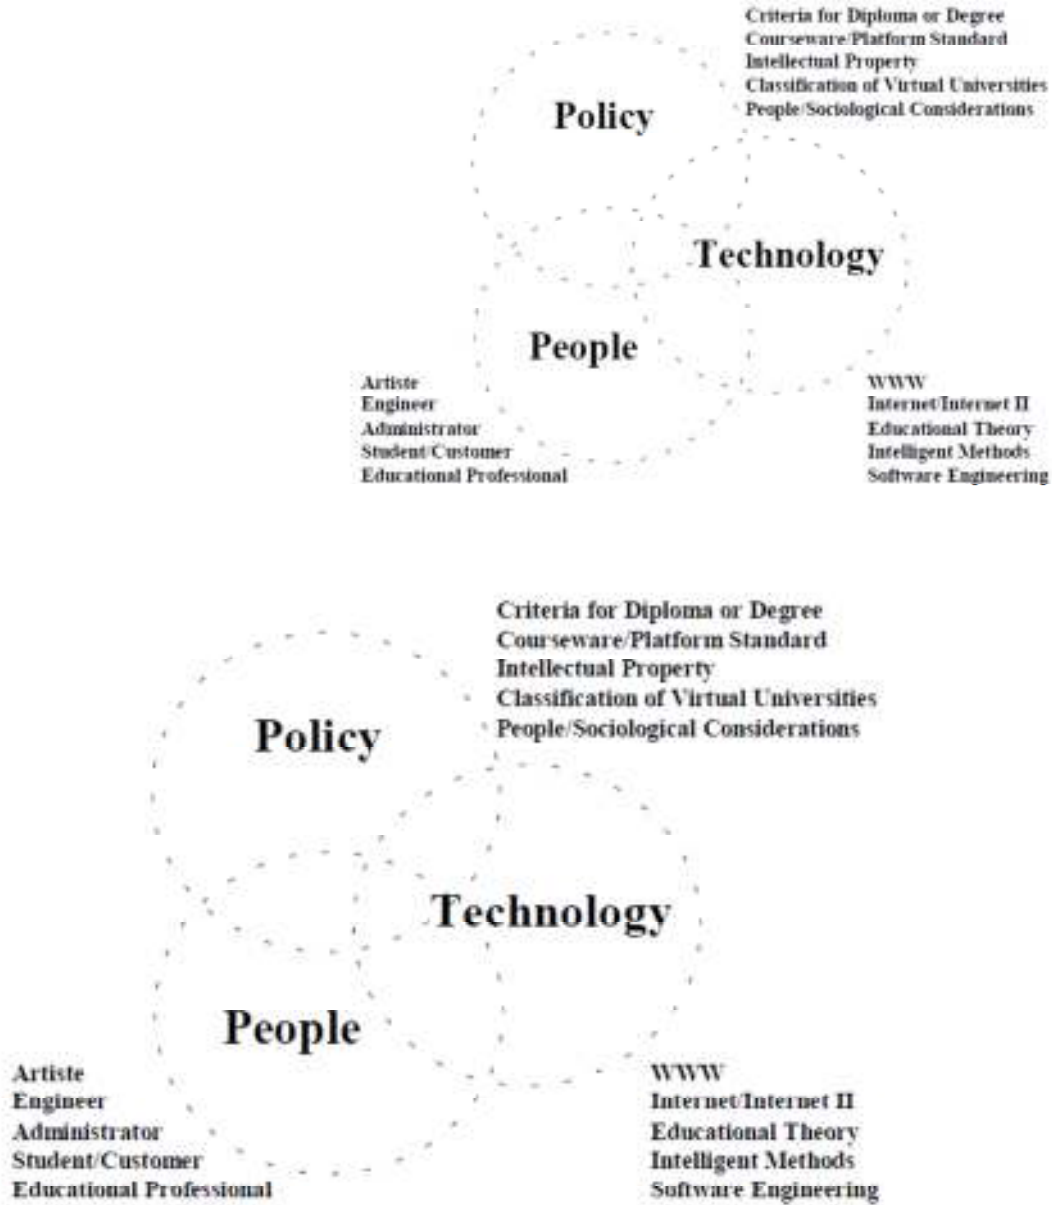 Criteria for Diploma or Degree
Courseware/Platform Standard
Intellectual Property
Classification of Virtual Universities
People/Sociological Considerations
Policy
Technology
People
Artiste
Engineer
Administrator
Student/Customer
Educational Professional
WWW
Internet/Internet II
Educational Theory
Intelligent Methods
Software Engineering
Criteria for Diploma or Degree
Courseware/Platform Standard
Intellectual Property
Classification of Virtual Universities
People/Sociological Considerations
Policy
Technology
People
Artiste
Engineer
Administrator
Student/Customer
Educational Professional
WWW
Internet/Internet II
Educational Theory
Intelligent Methods
Software Engineering